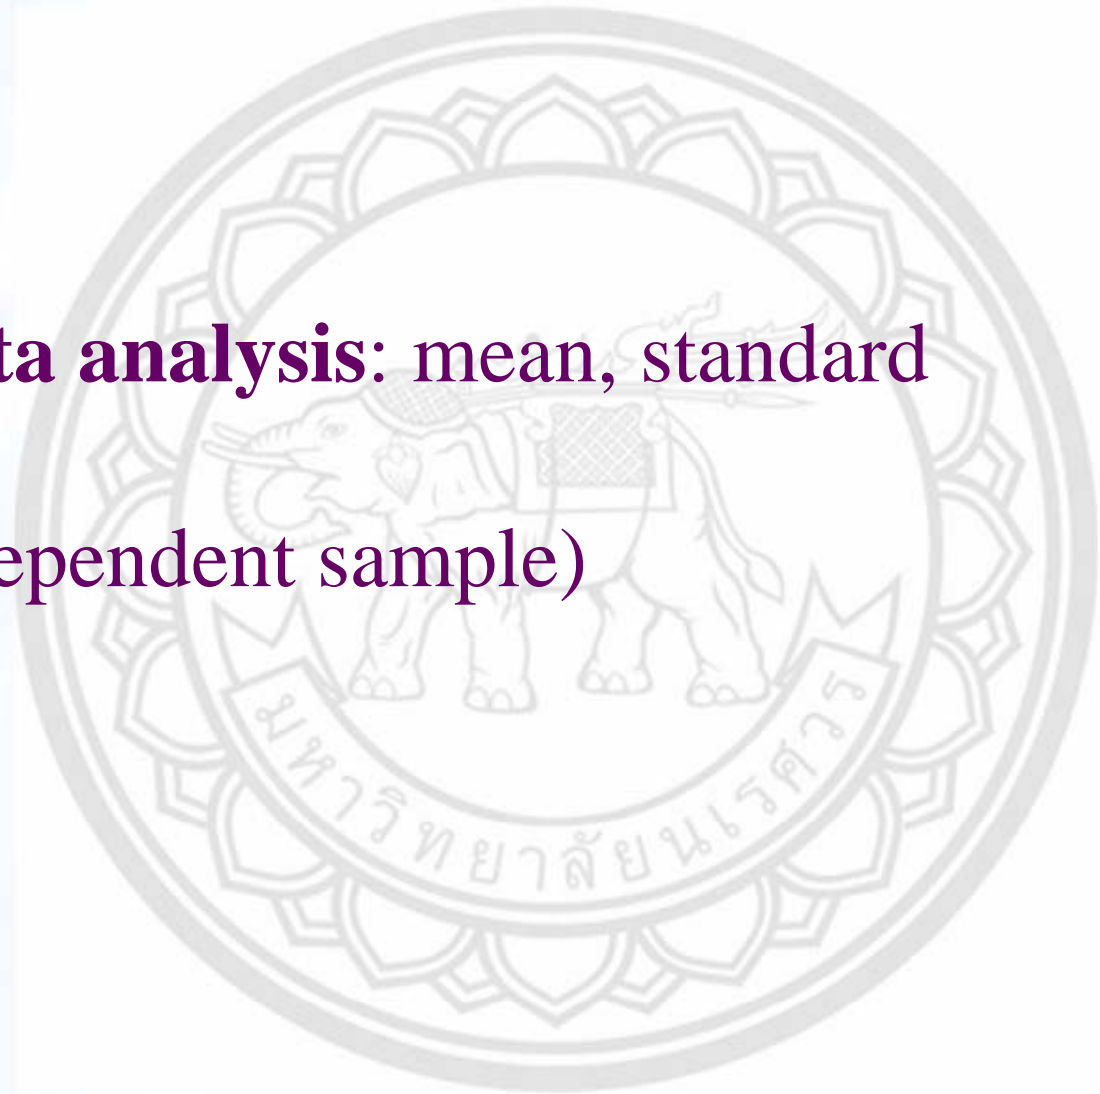 ta analysis: mean, standard
ependent sample)
มหาวิทยาลัยนเรศวร